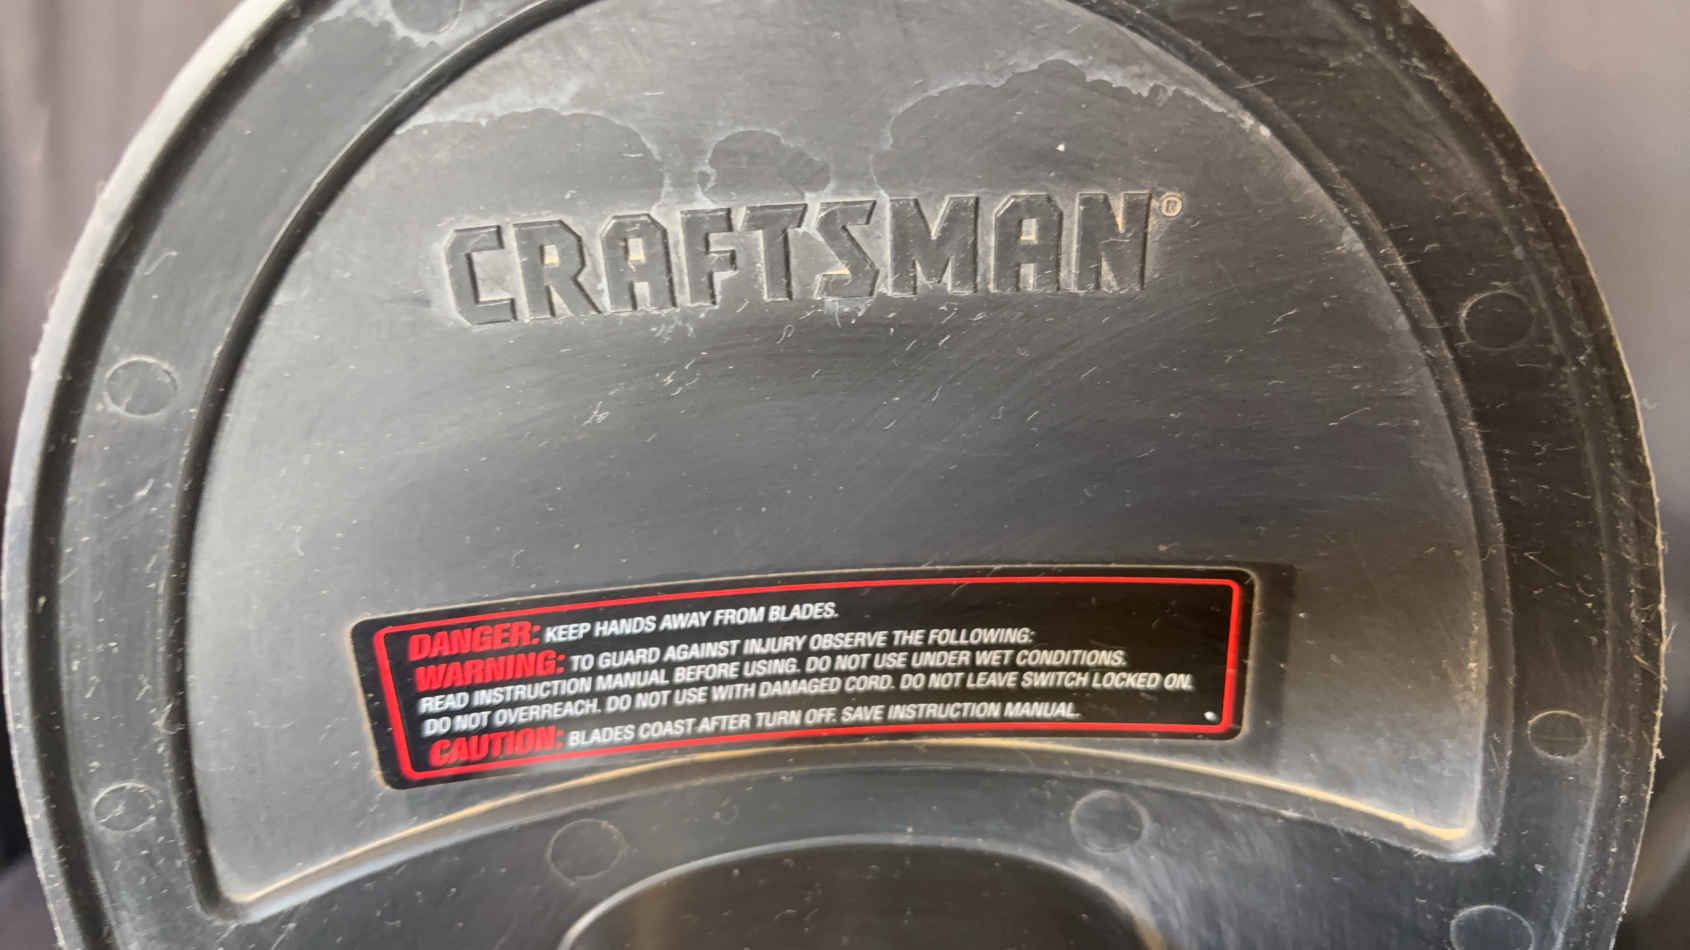 CRAFTSMAN®
DANGER: KEEP HANDS AWAY FROM BLADES.
WARNING: TO GUARD AGAINST INJURY OBSERVE THE FOLLOWING:
READ INSTRUCTION MANUAL BEFORE USING. DO NOT USE UNDER WET CONDITIONS.
DO NOT OVERREACH. DO NOT USE WITH DAMAGED CORD. DO NOT LEAVE SWITCH LOCKED ON.
CAUTION: BLADES COAST AFTER TURN OFF. SAVE INSTRUCTION MANUAL.